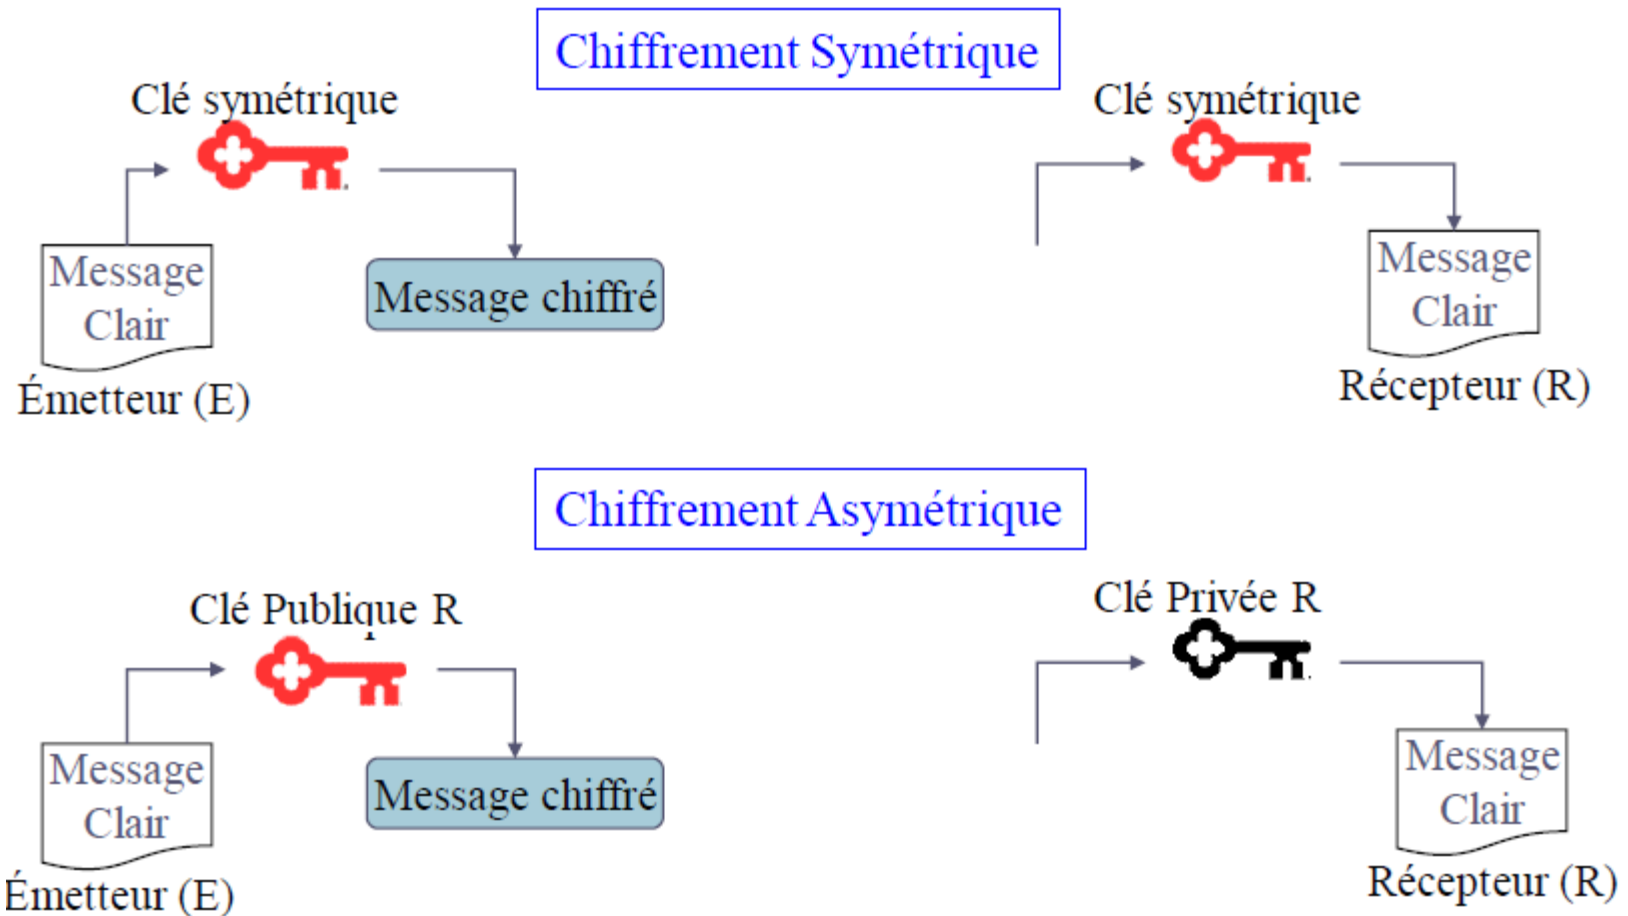 Chiffrement Symétrique
Clé symétrique
Clé symétrique
Message
Clair
Message chiffré
Message
Clair
Émetteur (E)
Récepteur (R)
Chiffrement Asymétrique
Clé Publique R
Clé Privée R
Message
Clair
Message chiffré
Message
Clair
Émetteur (E)
Récepteur (R)